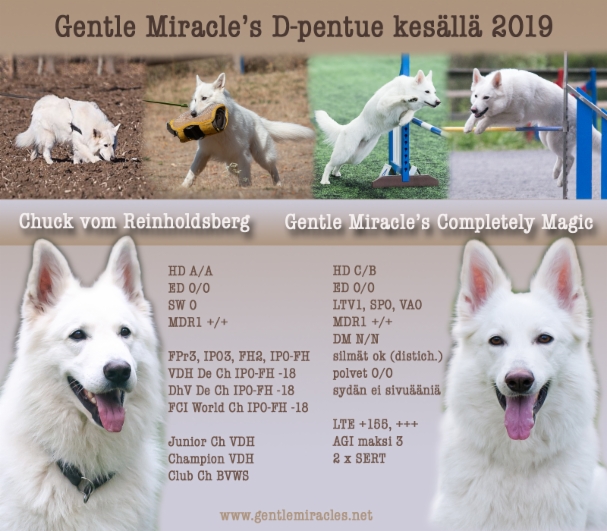 Gentle Miracle's D-pentue kesällä 2019
Chuck vom Reinholdsberg
Gentle Miracle's Completely Magic
HD A/A
ED 0/0
SW 0
MDR1 +/+
FPr3, IPO3, FH2, IPO-FH
VDH De Ch IPO-FH -18
DhV De Ch IPO-FH -18
FCI World Ch IPO-FH -18
Junior Ch VDH
Champion VDH
Club Ch BVWS
HD C/B
ED 0/0
LTV1, SP0, VA0
MDR1 +/+
DM N/N
silmät ok (distich.)
polvet 0/0
sydän ei sivuääniä
LTE +155, +++
AGI maksi 3
2 x SERT
www.gentlemiracles.net